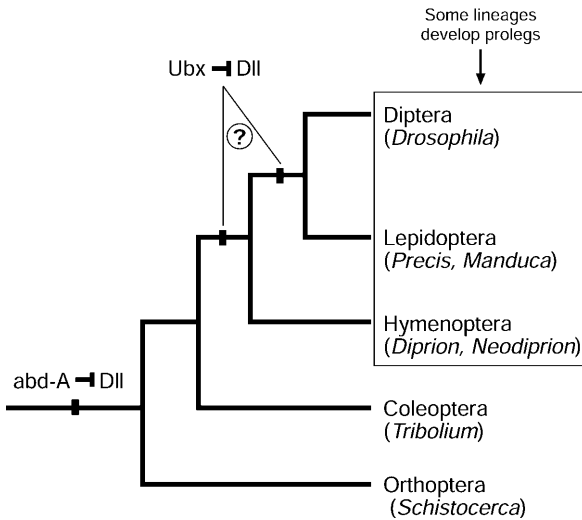 Some lineages
develop prolegs
Ubx ⊣ Dll
?
Diptera
(Drosophila)
Lepidoptera
(Precis, Manduca)
Hymenoptera
(Diprion, Neodiprion)
abd-A ⊣ Dll
Coleoptera
(Tribolium)
Orthoptera
(Schistocerca)